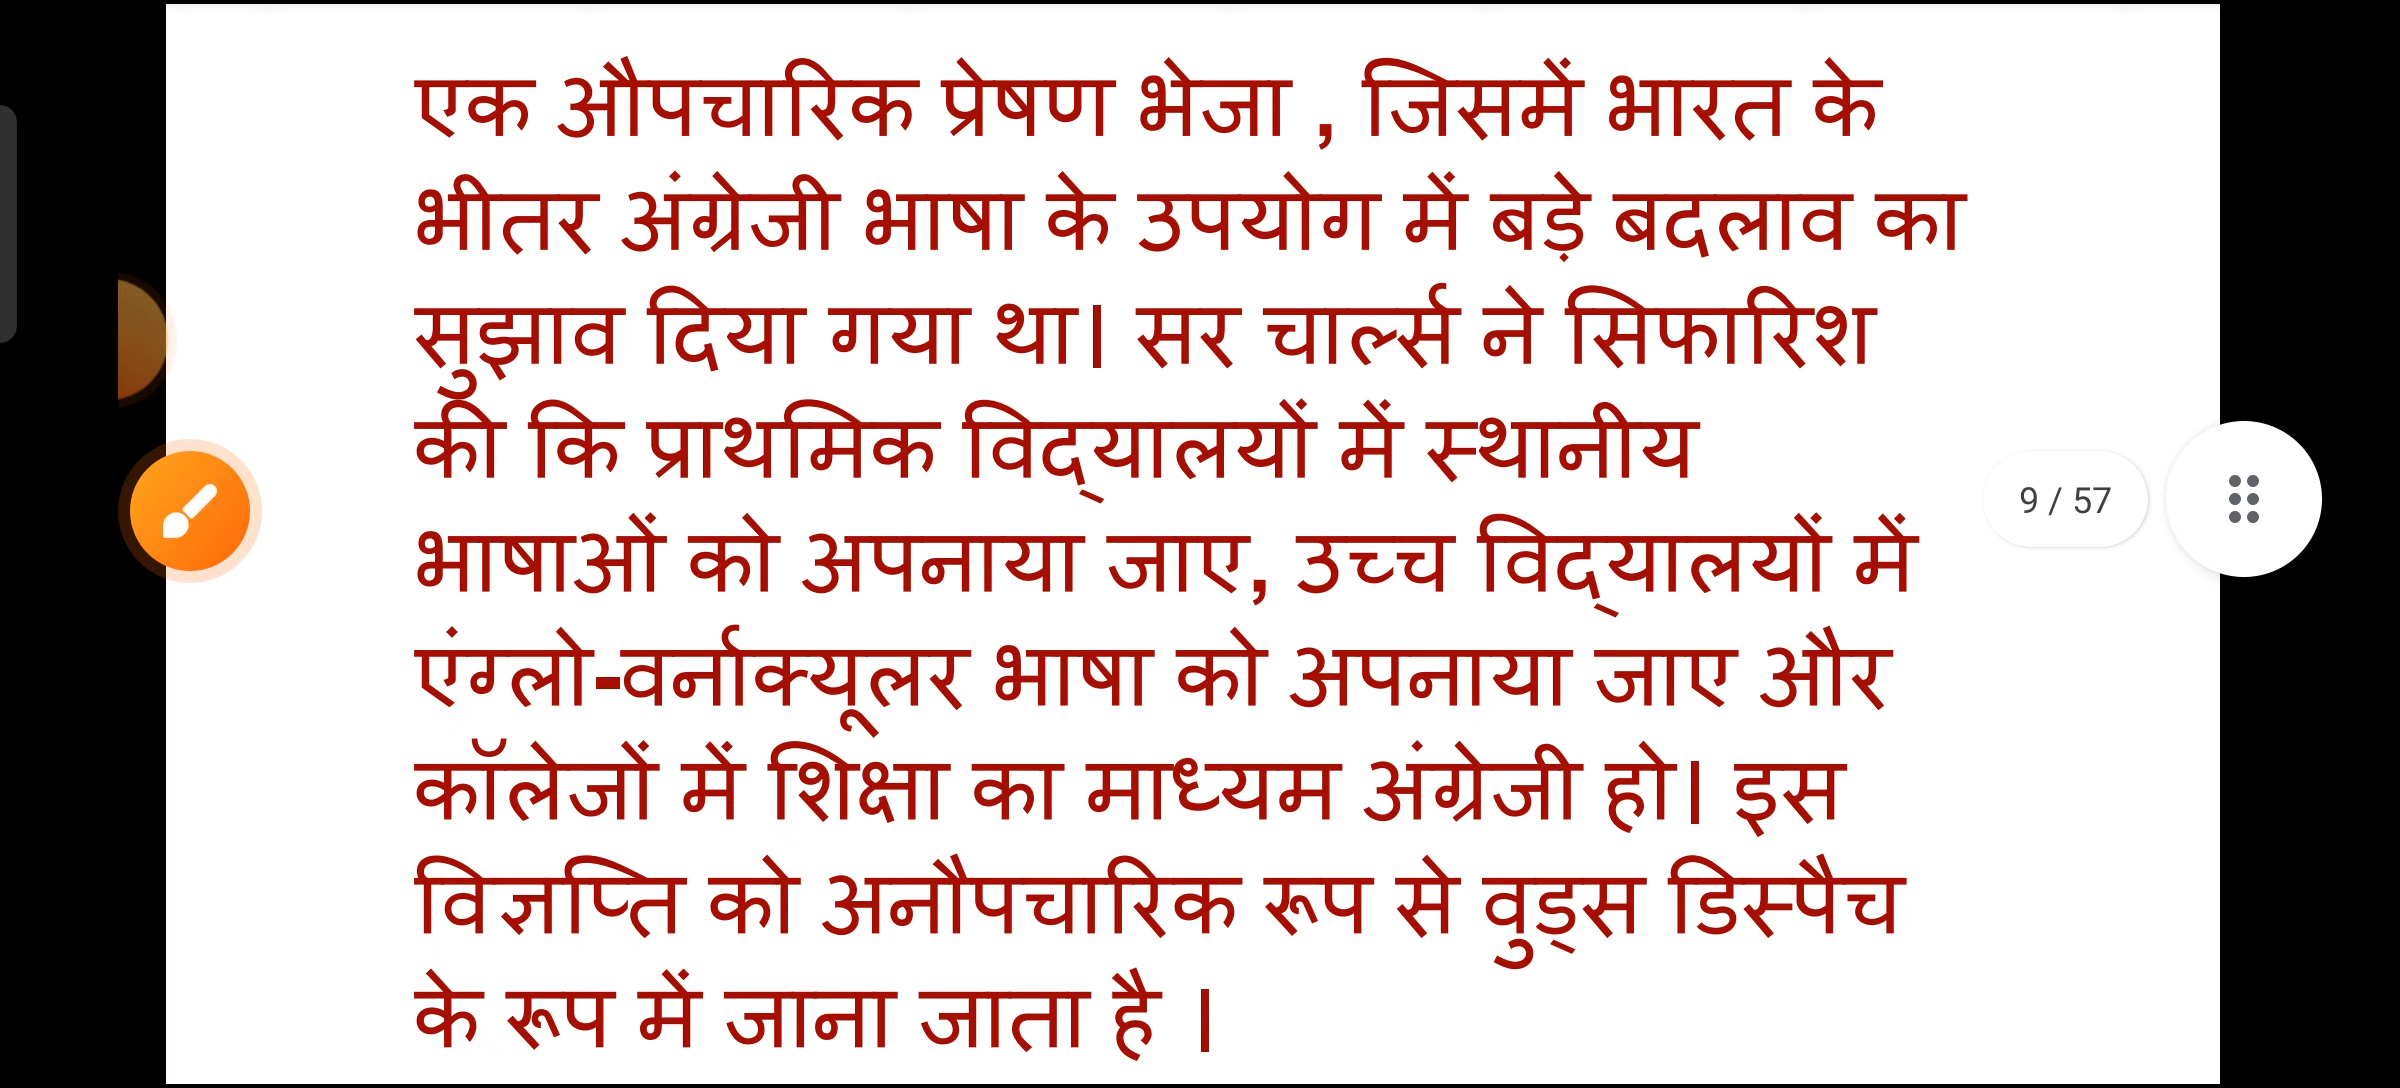 एक औपचारिक प्रेषण भेजा , जिसमें भारत के
भीतर अंग्रेजी भाषा के उपयोग में बड़े बदलाव का
सुझाव दिया गया था। सर चार्ल्स ने सिफारिश
की कि प्राथमिक विद्यालयों में स्थानीय
भाषाओं को अपनाया जाए, उच्च विद्यालयों में
एंग्लो-वर्नाक्यूलर भाषा को अपनाया जाए और
कॉलेजों में शिक्षा का माध्यम अंग्रेजी हो। इस
विज्ञप्ति को अनौपचारिक रूप से वुड्स डिस्पैच
के रूप में जाना जाता है ।
9 / 57